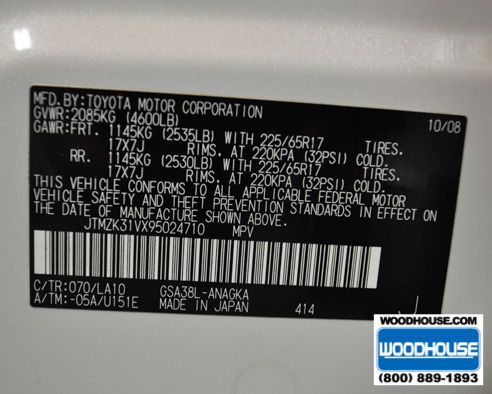 MFD.BY:TOYOTA MOTOR CORPORATION 10/08
GVWR:2085KG (4600LB)
GAWR:FRT. 1145KG (2535LB) WITH 225/65R17 TIRES.
17X7J RIMS. AT 220KPA (32PSI) COLD.
RR. 1145KG (2530LB) WITH 225/65R17 TIRES.
17X7J RIMS. AT 220KPA (32PSI) COLD.
THIS VEHICLE CONFORMS TO ALL APPLICABLE FEDERAL MOTOR
VEHICLE SAFETY AND THEFT PREVENTION STANDARDS IN EFFECT
ON THE DATE OF MANUFACTURE SHOWN ABOVE.
JTMZK31VX95024710 MPV
C/TR:070/LA10 GSA38L-ANAGKA
A/TM:-05A/U151E MADE IN JAPAN 414 J
WOODHOUSE.COM
WOODHOUSE
(800) 889-1893